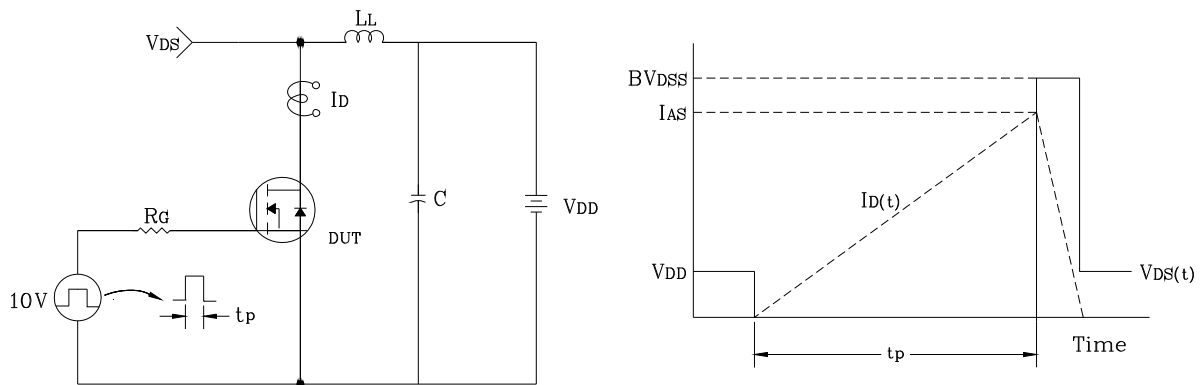 LL
VDS
ID
RG
DUT
C
VDD
10V
tp
BVDSS
IAS
ID(t)
VDD
VDS(t)
tp
Time